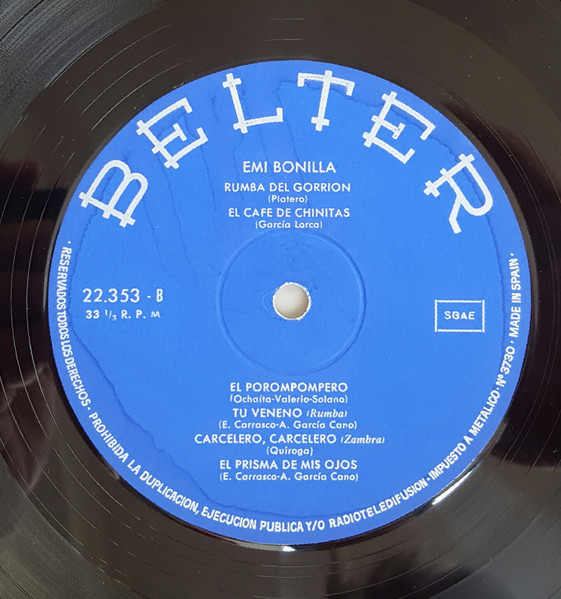 BELTER
EMI BONILLA
RUMBA DEL GORRION
(Platero)
EL CAFE DE CHINITAS
(García Lorca)
22.353 - B
33 1/3 R. P. M
SGAE
EL POROMPOMPERO
(Ochaíta-Valerio-Solano)
TU VENENO (Rumba)
(E. Carrasco-A. García Cano)
CARCELERO, CARCELERO (Zambra)
(Quiroga)
EL PRISMA DE MIS OJOS
(E. Carrasco-A. García Cano)
· RESERVADOS TODOS LOS DERECHOS · PROHIBIDA LA DUPLICACION, EJECUCION PUBLICA Y/O RADIOTELEDIFUSION · IMPUESTO A METALICO · Nº 3730 · MADE IN SPAIN ·